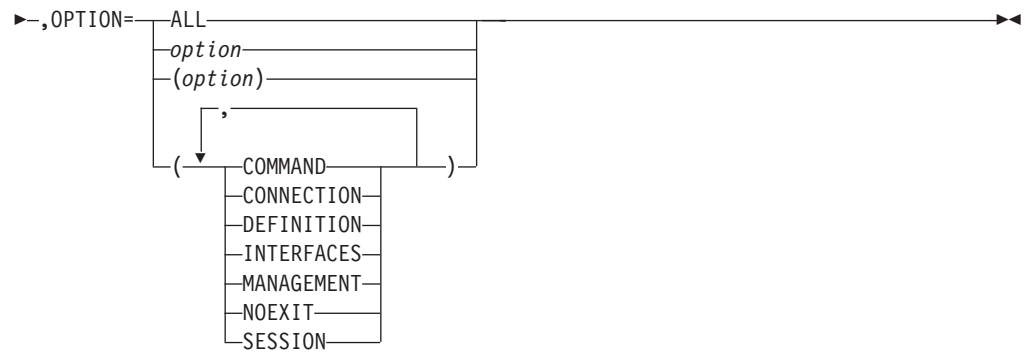 ,OPTION= ALL
option
(option)
,
( COMMAND )
CONNECTION
DEFINITION
INTERFACES
MANAGEMENT
NOEXIT
SESSION